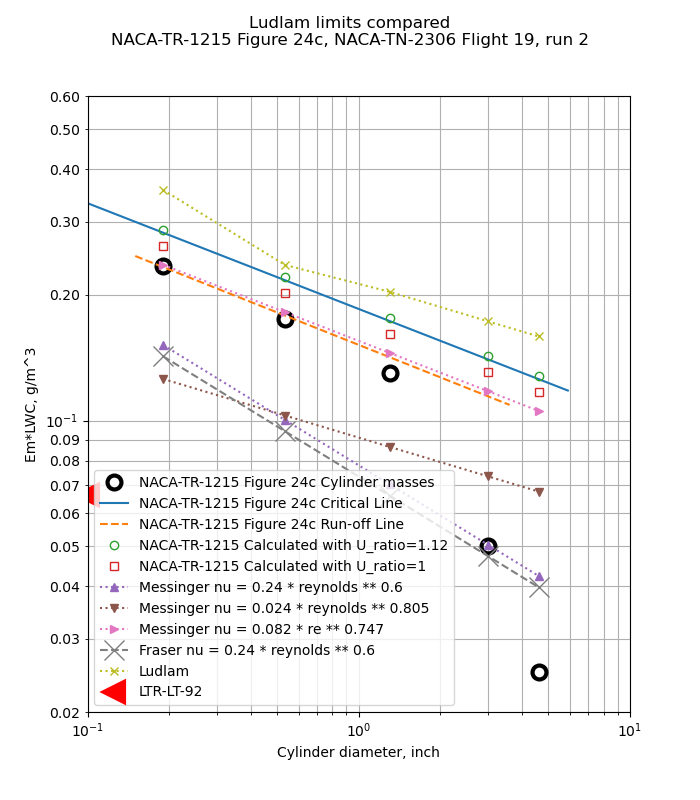 Ludlam limits compared
NACA-TR-1215 Figure 24c, NACA-TN-2306 Flight 19, run 2
Em*LWC, g/m^3
0.60
0.50
0.40
0.30
0.20
10⁻¹
0.09
0.08
0.07
0.06
0.05
0.04
0.03
0.02
NACA-TR-1215 Figure 24c Cylinder masses
NACA-TR-1215 Figure 24c Critical Line
NACA-TR-1215 Figure 24c Run-off Line
NACA-TR-1215 Calculated with U_ratio=1.12
NACA-TR-1215 Calculated with U_ratio=1
Messinger nu = 0.24 * reynolds ** 0.6
Messinger nu = 0.024 * reynolds ** 0.805
Messinger nu = 0.082 * re ** 0.747
Fraser nu = 0.24 * reynolds ** 0.6
Ludlam
LTR-LT-92
10⁻¹ 10⁰ 10¹
Cylinder diameter, inch